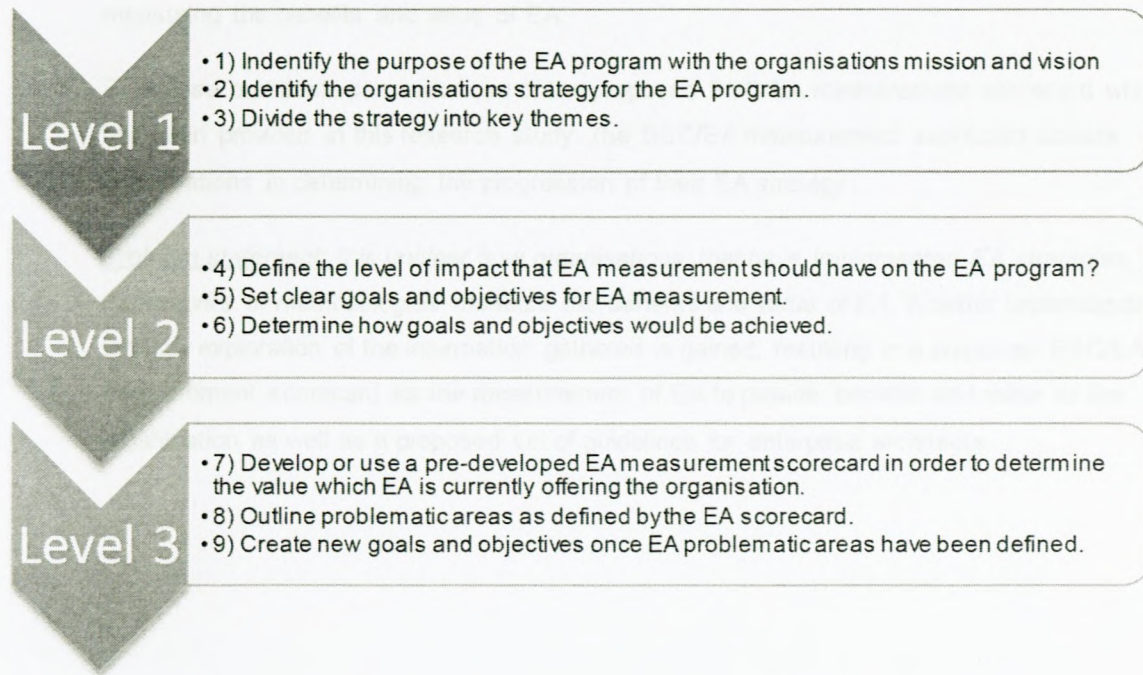 Level 1
• 1) Indentify the purpose of the EA program with the organisations mission and vision
• 2) Identify the organisations strategy for the EA program.
• 3) Divide the strategy into key themes.
Level 2
• 4) Define the level of impact that EA measurement should have on the EA program?
• 5) Set clear goals and objectives for EA measurement.
• 6) Determine how goals and objectives would be achieved.
Level 3
• 7) Develop or use a pre-developed EA measurement scorecard in order to determine
the value which EA is currently offering the organisation.
• 8) Outline problematic areas as defined by the EA scorecard.
• 9) Create new goals and objectives once EA problematic areas have been defined.